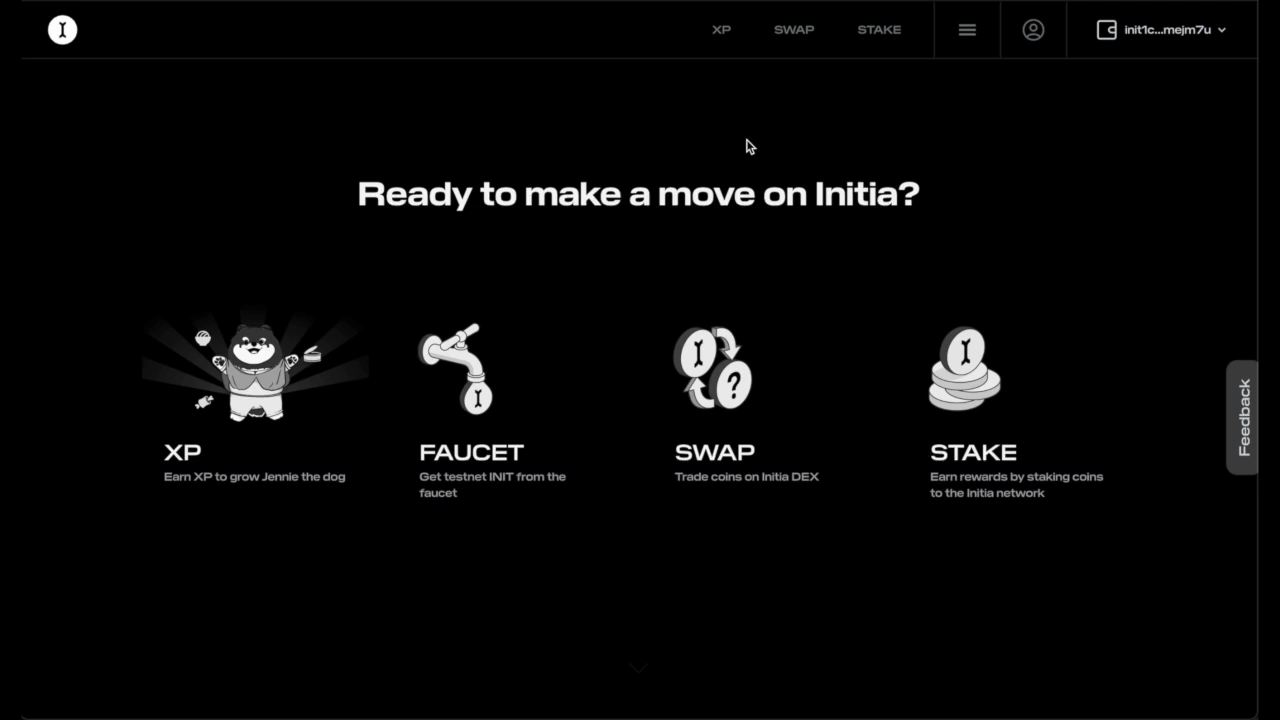 XP
SWAP
STAKE
init1c...mejm7u
Ready to make a move on Initia?
XP
Earn XP to grow Jennie the dog
FAUCET
Get testnet INIT from the
faucet
SWAP
Trade coins on Initia DEX
STAKE
Earn rewards by staking coins
to the Initia network
Feedback